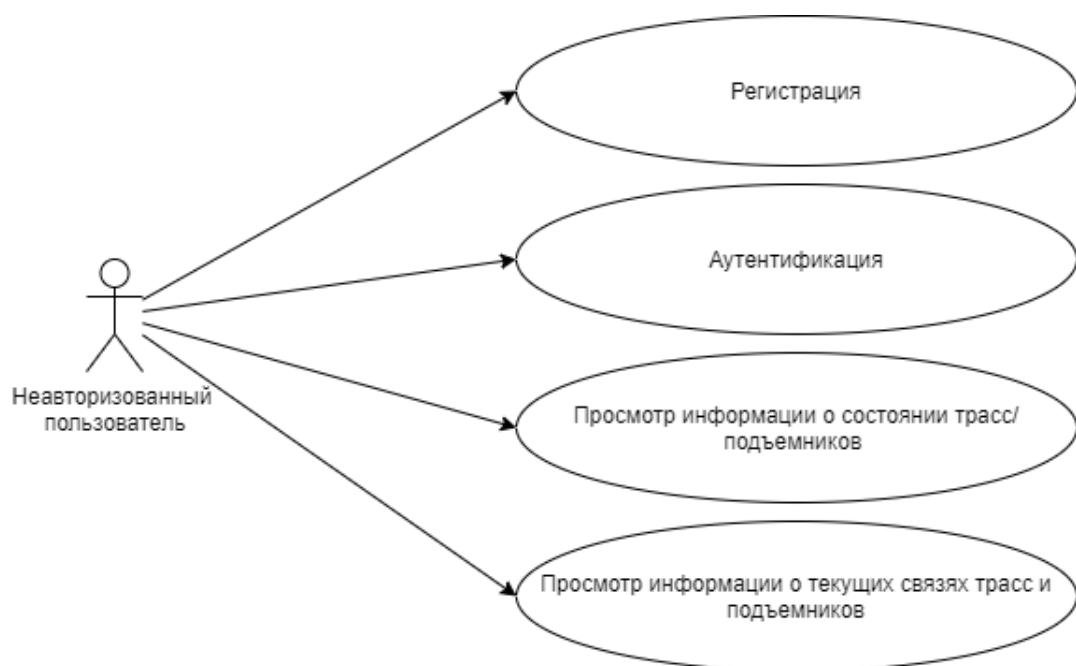 Регистрация
Аутентификация
Неавторизованный
пользователь
Просмотр информации о состоянии трасс/
подъемников
Просмотр информации о текущих связях трасс и
подъемников